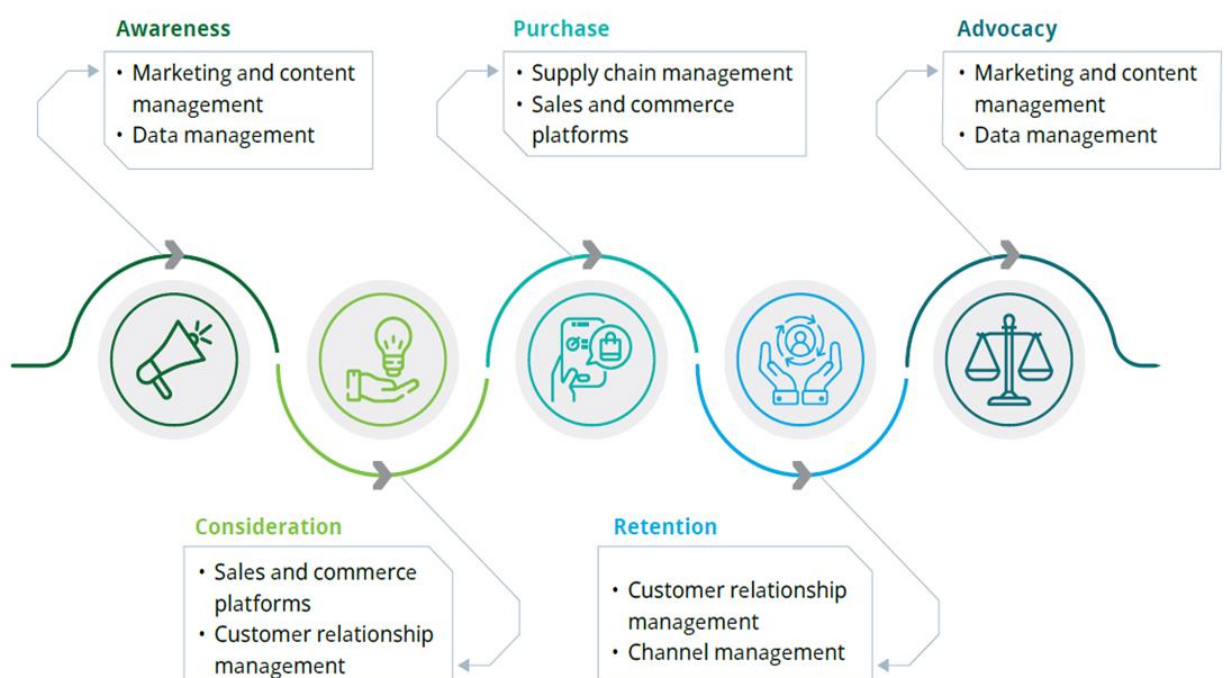 Awareness
• Marketing and content
management
• Data management
Purchase
• Supply chain management
• Sales and commerce
platforms
Advocacy
• Marketing and content
management
• Data management
Consideration
• Sales and commerce
platforms
• Customer relationship
management
Retention
• Customer relationship
management
• Channel management